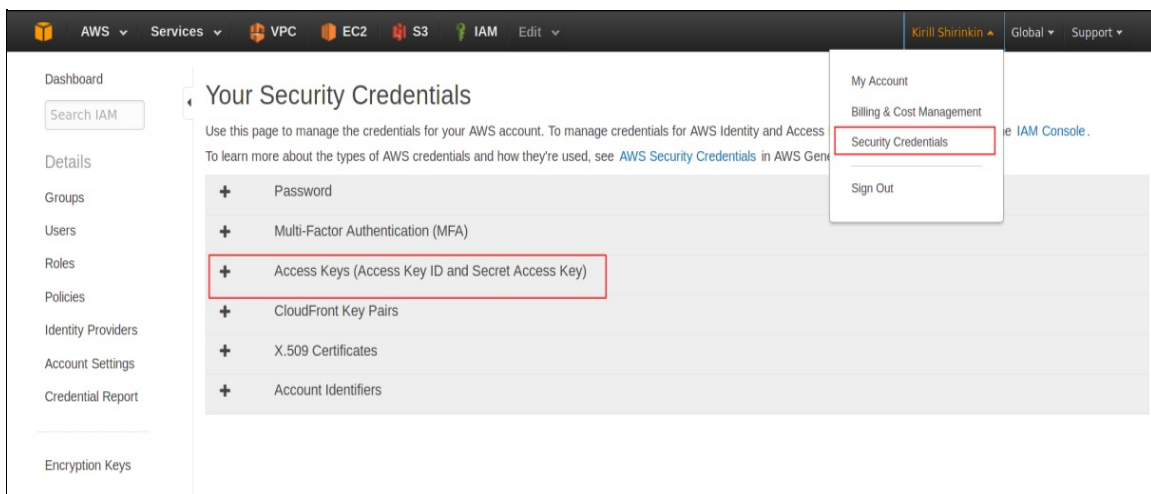 AWS Services VPC EC2 S3 IAM Edit Kirill Shirinkin Global Support
Dashboard
Search IAM
Details
Groups
Users
Roles
Policies
Identity Providers
Account Settings
Credential Report
Encryption Keys
Your Security Credentials
Use this page to manage the credentials for your AWS account. To manage credentials for AWS Identity and Access e IAM Console.
To learn more about the types of AWS credentials and how they're used, see AWS Security Credentials in AWS Gene
+ Password
+ Multi-Factor Authentication (MFA)
+ Access Keys (Access Key ID and Secret Access Key)
+ CloudFront Key Pairs
+ X.509 Certificates
+ Account Identifiers
My Account
Billing & Cost Management
Security Credentials
Sign Out